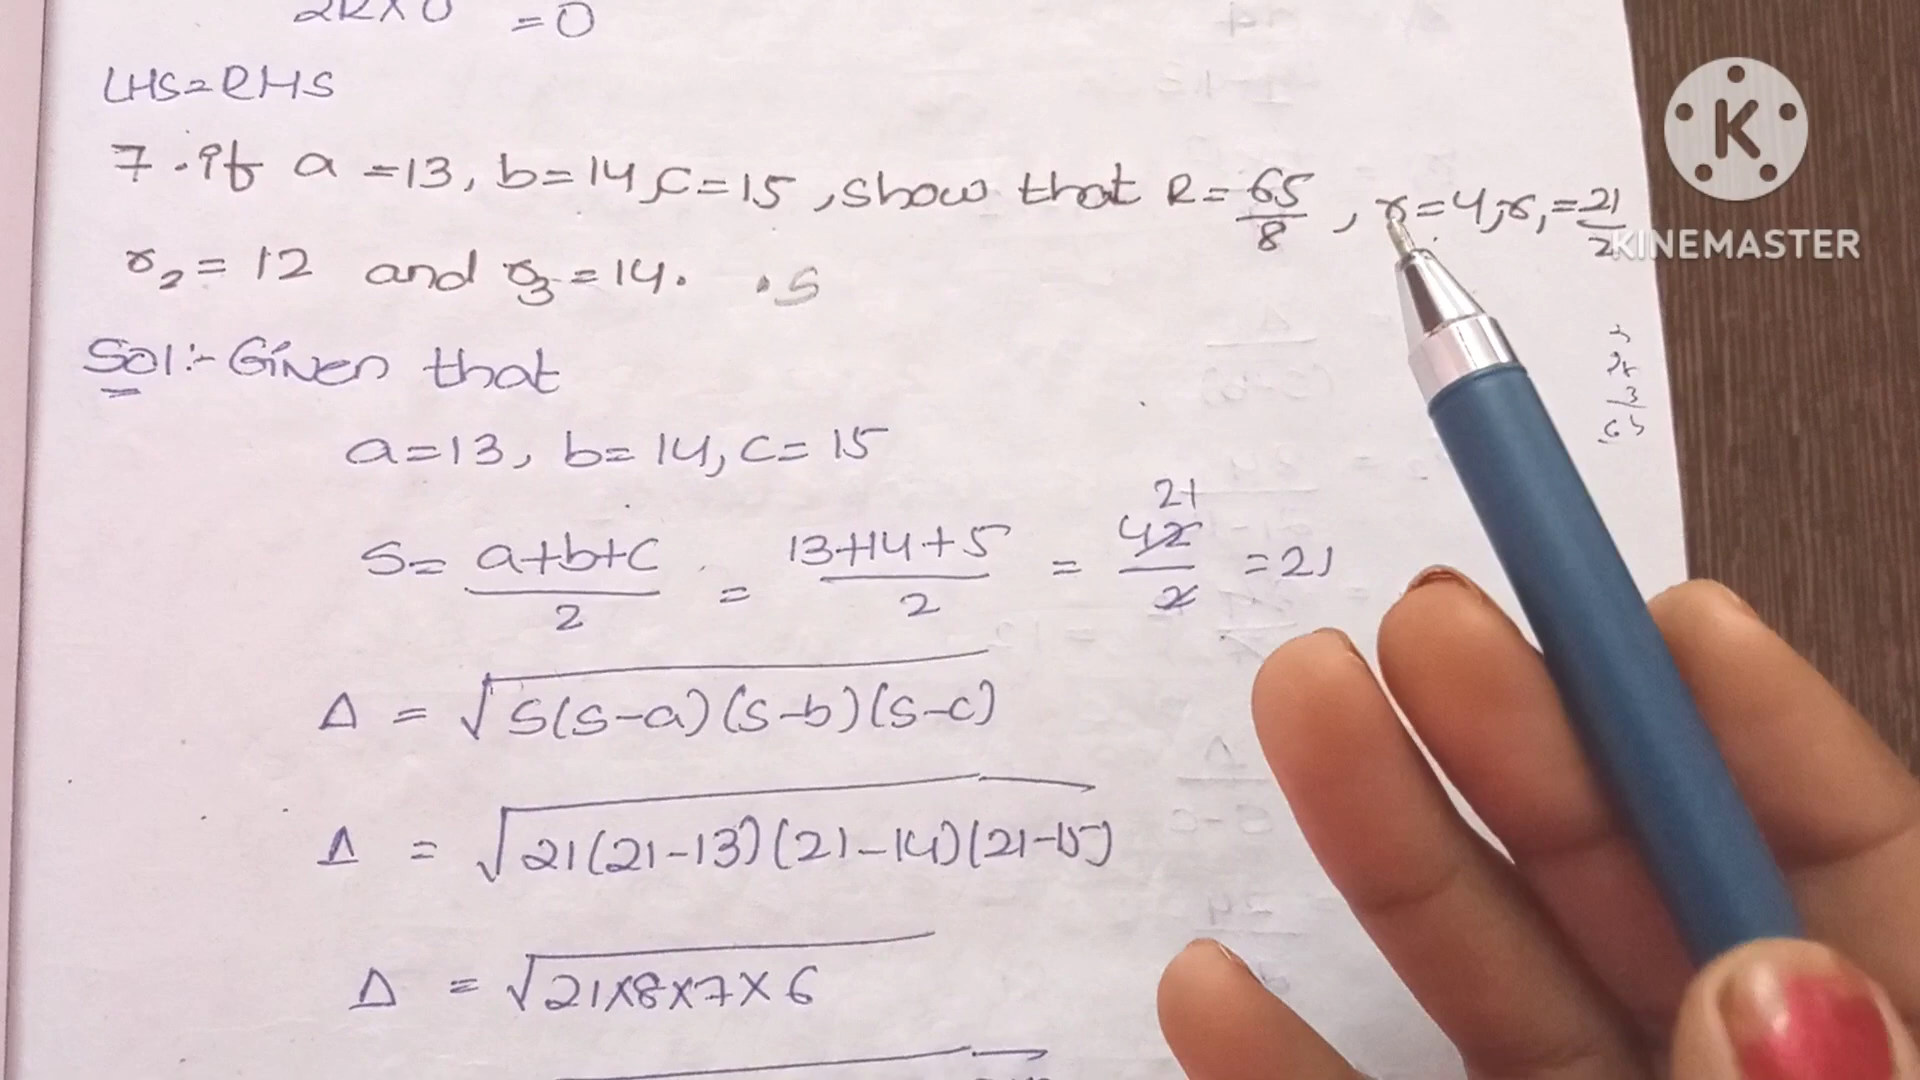 2R×0 =0
LHS=RHS
7. if a=13, b=14, c=15, show that R=65/8, r=4, r₁=21/2
r₂=12 and r₃=14. .S
Sol:- Given that
a=13, b=14, c=15
S= a+b+c/2 = 13+14+5/2 = 42/2 =21
21
Δ = √S(S-a)(S-b)(S-c)
Δ = √21(21-13)(21-14)(21-15)
Δ = √21×8×7×6
K
KINEMASTER